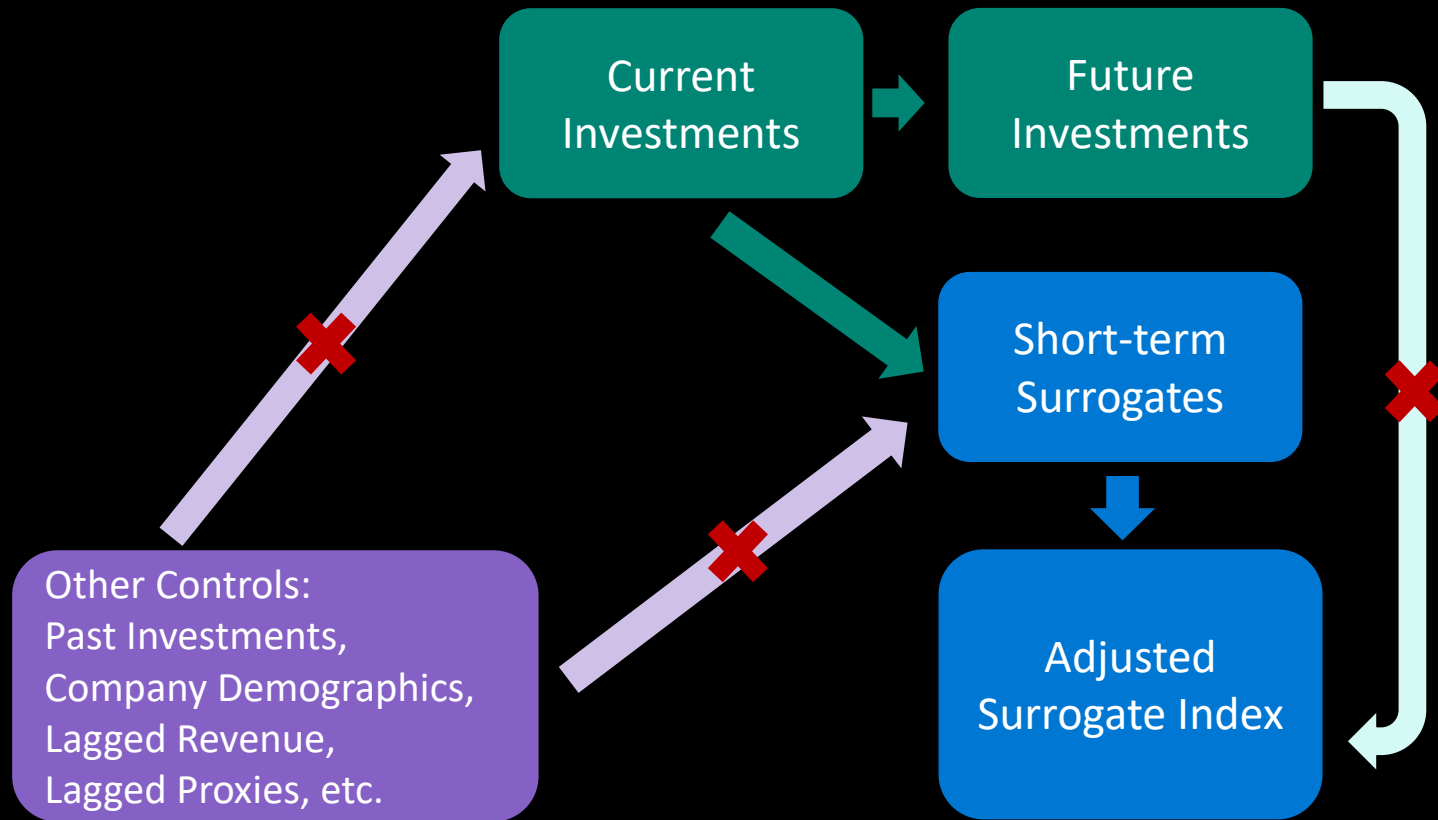 Current
Investments
Future
Investments
Short-term
Surrogates
Other Controls:
Past Investments,
Company Demographics,
Lagged Revenue,
Lagged Proxies, etc.
Adjusted
Surrogate Index